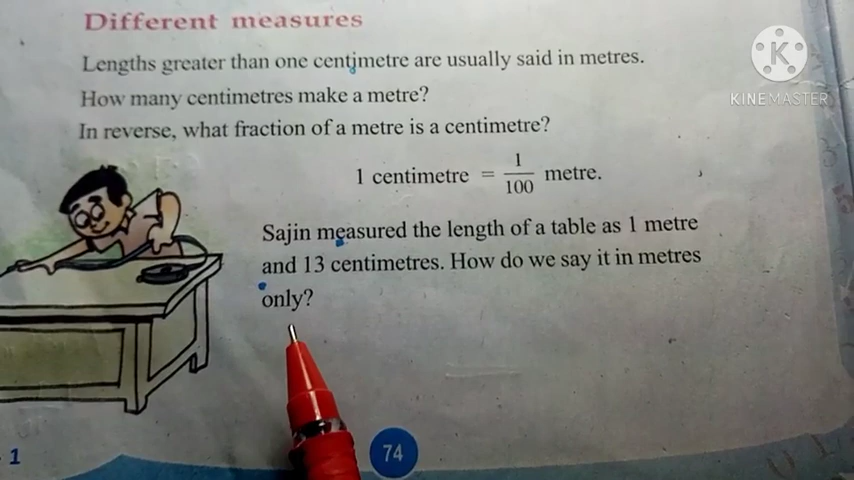 Different measures
Lengths greater than one centimetre are usually said in metres.
How many centimetres make a metre?
In reverse, what fraction of a metre is a centimetre?
1 centimetre = 1/100 metre.
Sajin measured the length of a table as 1 metre
and 13 centimetres. How do we say it in metres
only?
74
1
KINEMASTER